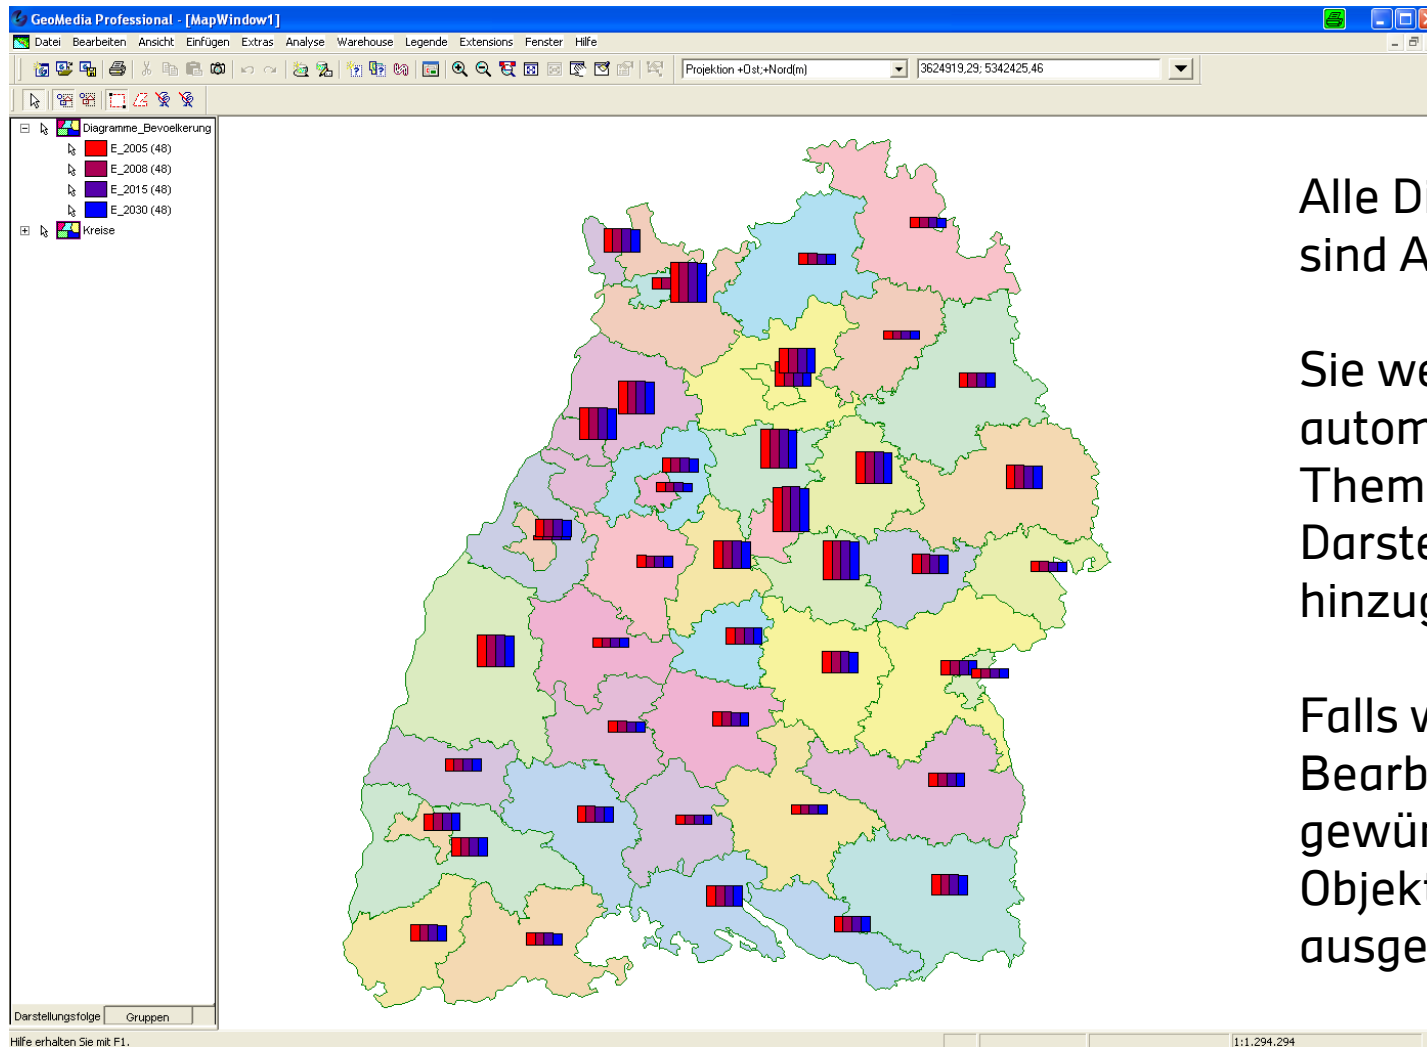 GeoMedia Professional - [MapWindow1]
Datei Bearbeiten Ansicht Einfügen Extras Analyse Warehouse Legende Extensions Fenster Hilfe
Projektion +Ost;+Nord(m)
3624919,29; 5342425,46
Diagramme_Bevoelkerung
E_2005 (48)
E_2008 (48)
E_2015 (48)
E_2030 (48)
Kreise
Alle Di
sind A
Sie we
autom
Them
Darste
hinzug
Falls w
Bearb
gewün
Objekt
ausge
Darstellungsfolge Gruppen
Hilfe erhalten Sie mit F1.
1:1.294.294